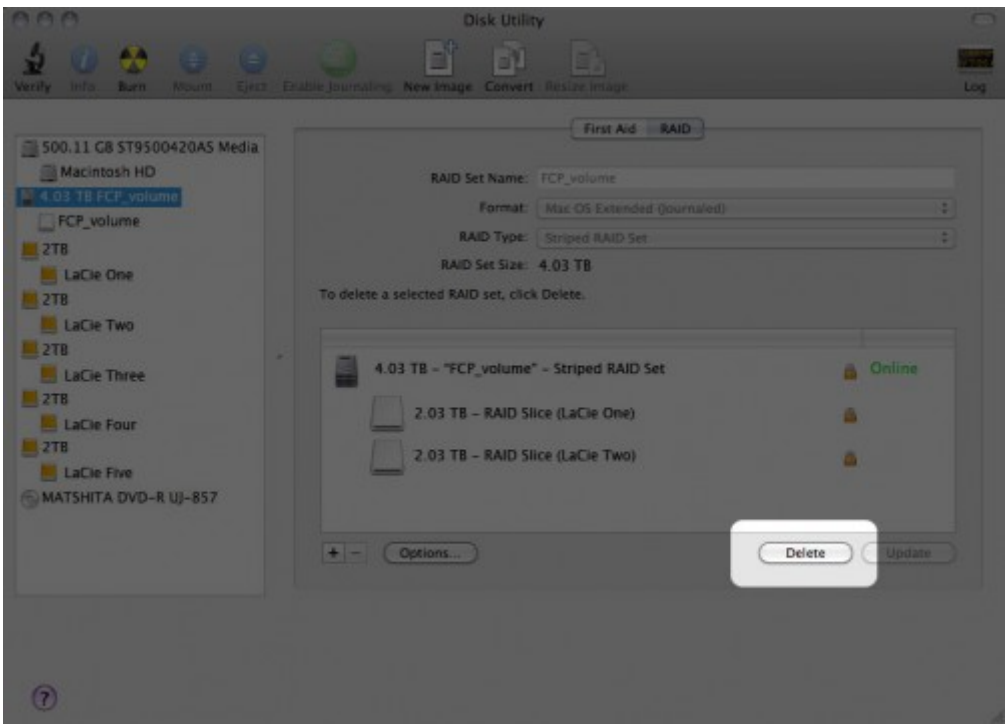 Disk Utility
Verify Info Burn Mount Eject Enable Journaling New Image Convert Resize Image Log
First Aid RAID
500.11 GB ST9500420AS Media
Macintosh HD
4.03 TB FCP_volume
FCP_volume
2TB
LaCie One
2TB
LaCie Two
2TB
LaCie Three
2TB
LaCie Four
2TB
LaCie Five
MATSHITA DVD-R UJ-857
RAID Set Name: FCP_volume
Format: Mac OS Extended (Journaled)
RAID Type: Striped RAID Set
RAID Set Size: 4.03 TB
To delete a selected RAID set, click Delete.
4.03 TB - "FCP_volume" - Striped RAID Set Online
2.03 TB - RAID Slice (LaCie One)
2.03 TB - RAID Slice (LaCie Two)
+ - Options... Delete Update
?